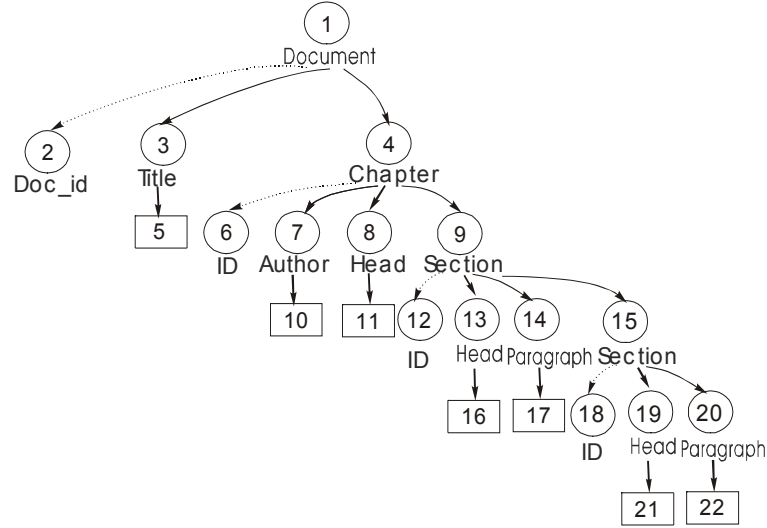 1
Document
2
3
4
Doc_id
Title
Chapter
5
6
7
8
9
ID
Author
Head
Section
10
11
12
13
14
15
ID
Head
Paragraph
Section
16
17
18
19
20
ID
Head
Paragraph
21
22